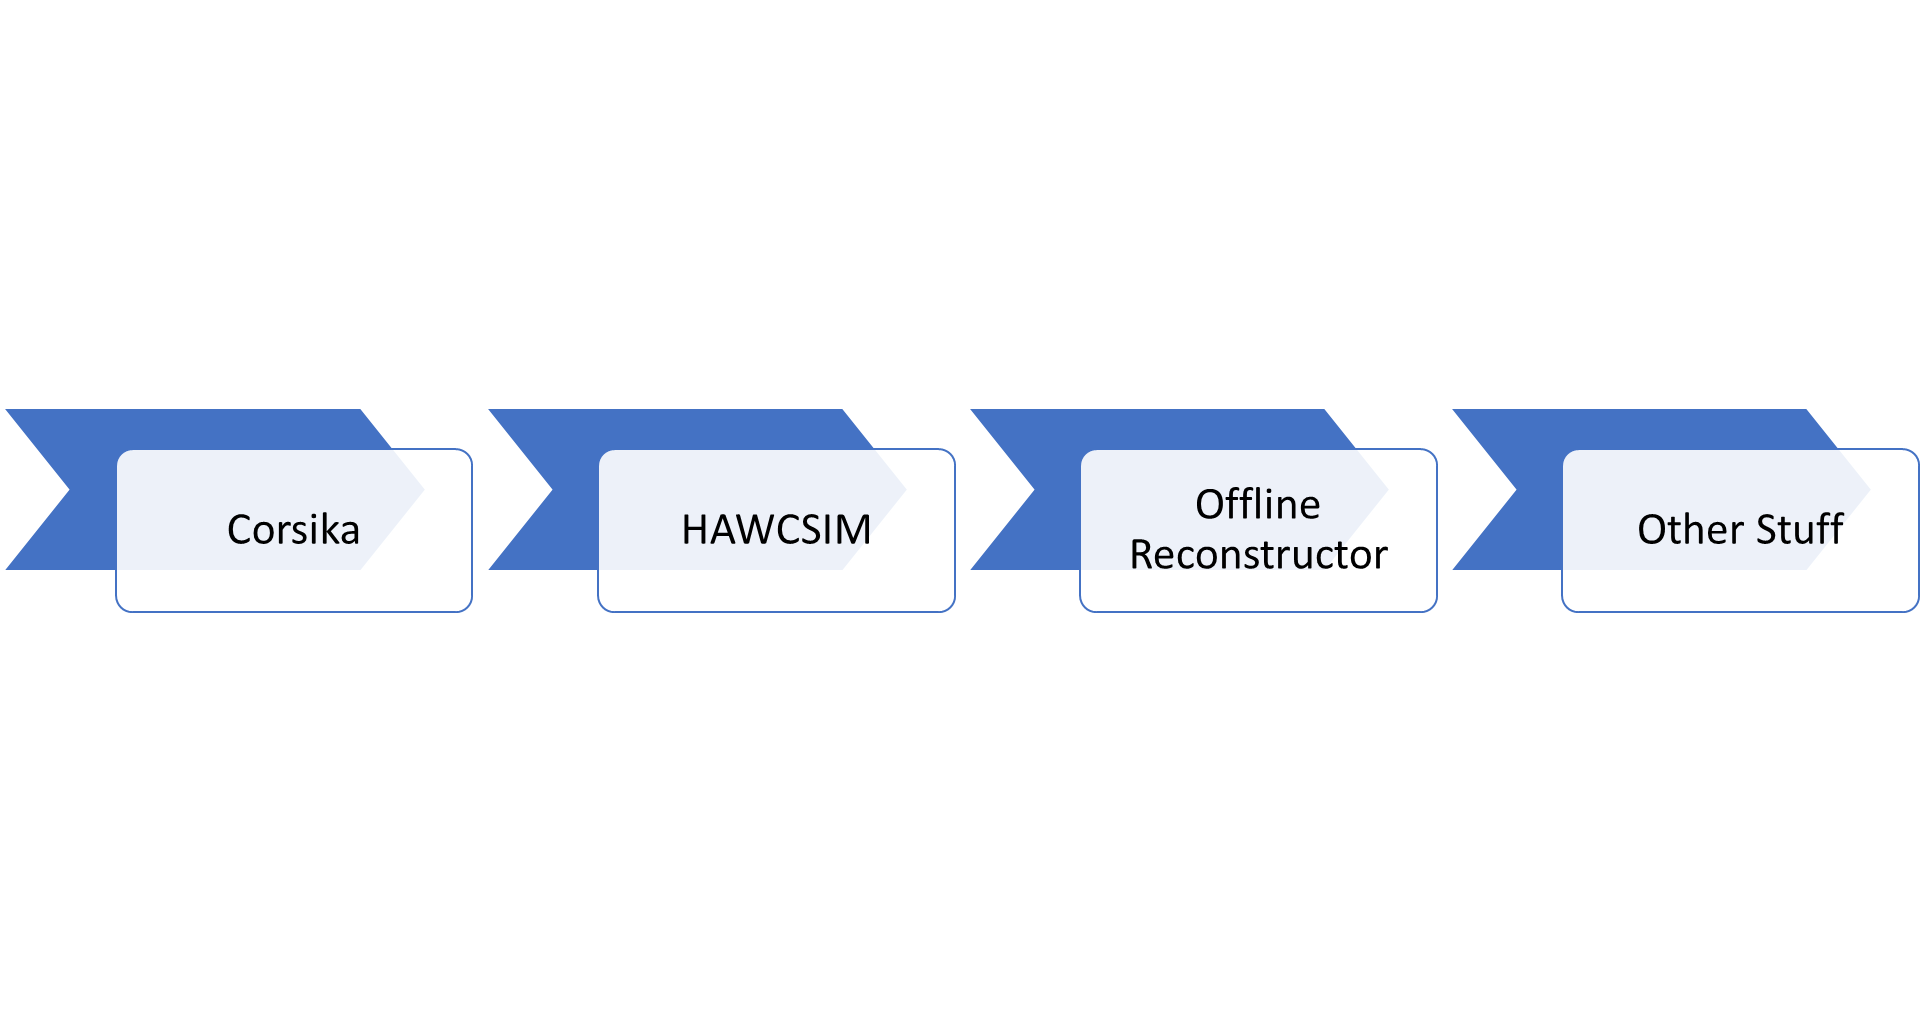 Corsika
HAWCSIM
Offline
Reconstructor
Other Stuff